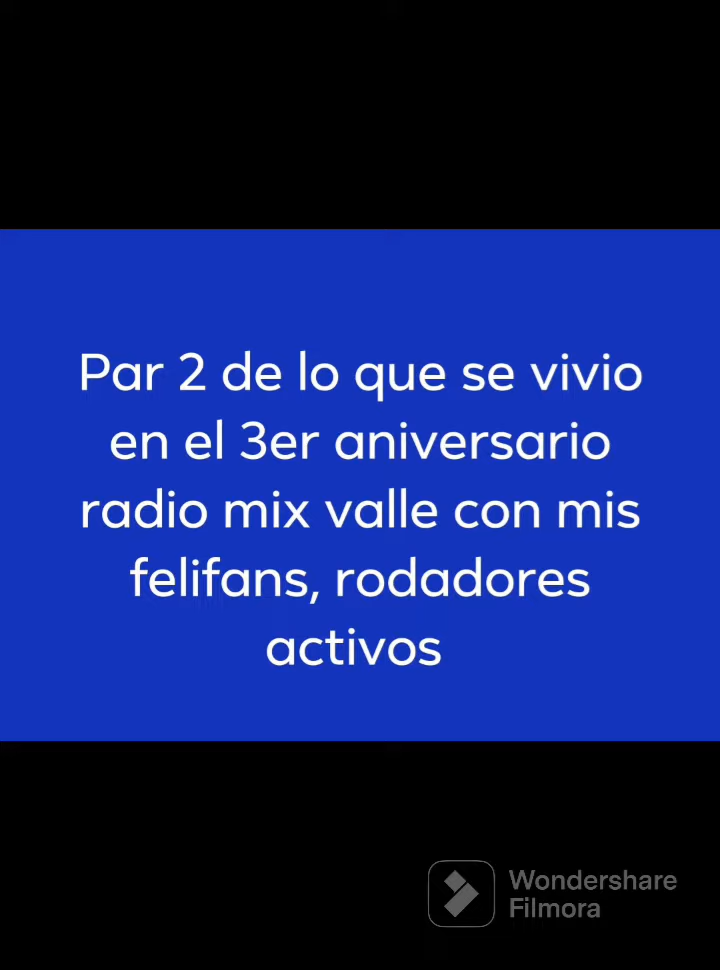 Par 2 de lo que se vivio
en el 3er aniversario
radio mix valle con mis
felifans, rodadores
activos
Wondershare
Filmora